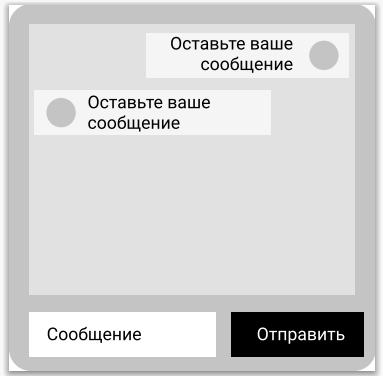 Оставьте ваше
сообщение
Оставьте ваше
сообщение
Сообщение
Отправить